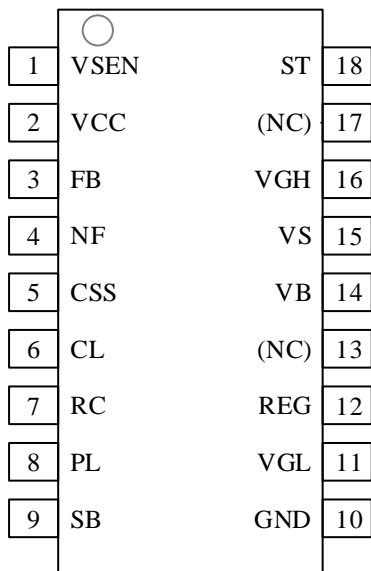 1 VSEN ST 18
2 VCC (NC) 17
3 FB VGH 16
4 NF VS 15
5 CSS VB 14
6 CL (NC) 13
7 RC REG 12
8 PL VGL 11
9 SB GND 10